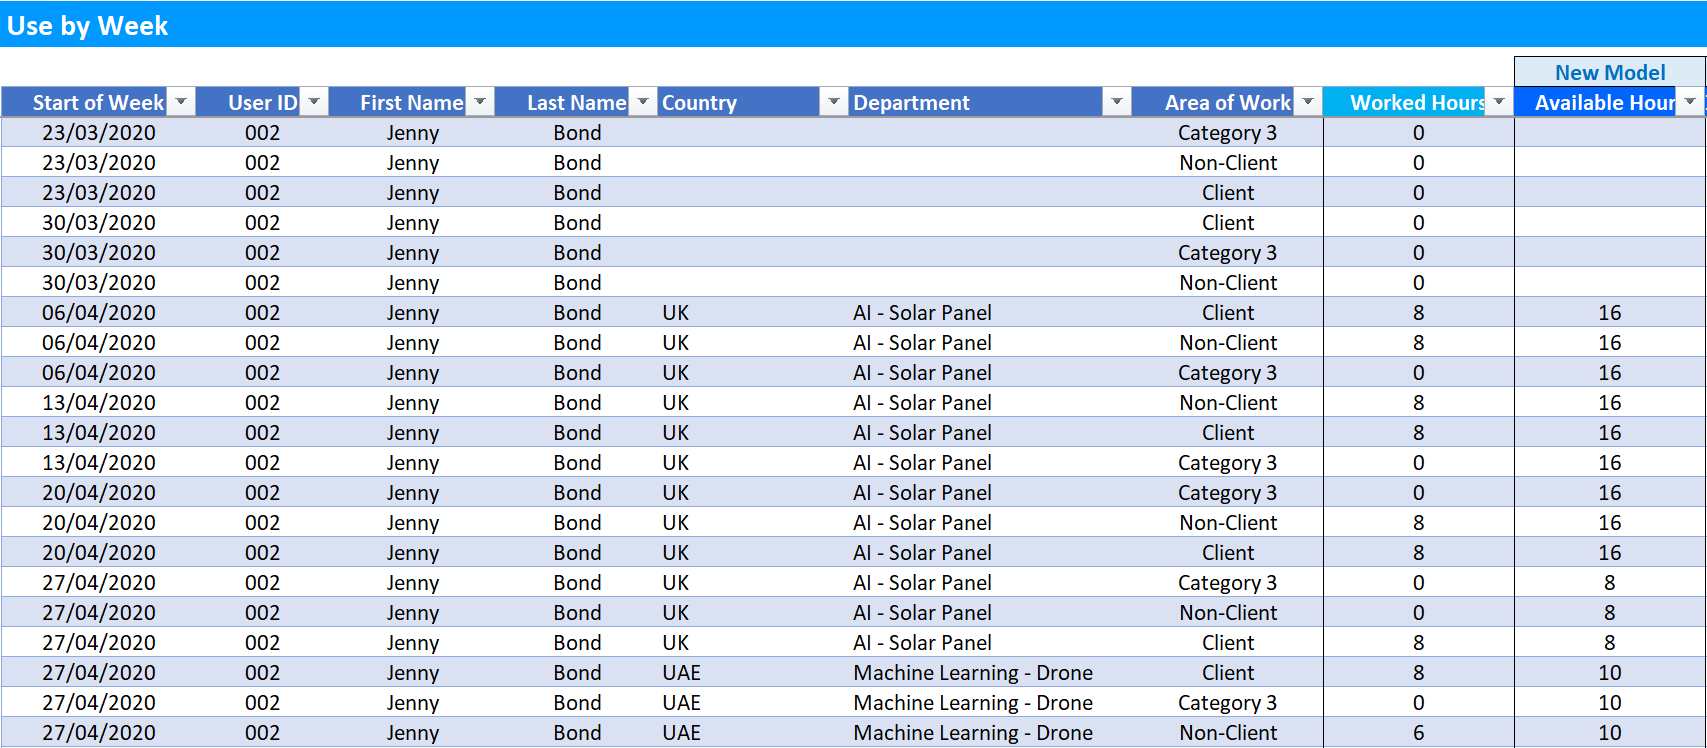 Use by Week
New Model
Start of Week User ID First Name Last Name Country Department Area of Work Worked Hours Available Hour
23/03/2020 002 Jenny Bond Category 3 0
23/03/2020 002 Jenny Bond Non-Client 0
23/03/2020 002 Jenny Bond Client 0
30/03/2020 002 Jenny Bond Client 0
30/03/2020 002 Jenny Bond Category 3 0
30/03/2020 002 Jenny Bond Non-Client 0
06/04/2020 002 Jenny Bond UK AI - Solar Panel Client 8 16
06/04/2020 002 Jenny Bond UK AI - Solar Panel Non-Client 8 16
06/04/2020 002 Jenny Bond UK AI - Solar Panel Category 3 0 16
13/04/2020 002 Jenny Bond UK AI - Solar Panel Non-Client 8 16
13/04/2020 002 Jenny Bond UK AI - Solar Panel Client 8 16
13/04/2020 002 Jenny Bond UK AI - Solar Panel Category 3 0 16
20/04/2020 002 Jenny Bond UK AI - Solar Panel Category 3 0 16
20/04/2020 002 Jenny Bond UK AI - Solar Panel Non-Client 8 16
20/04/2020 002 Jenny Bond UK AI - Solar Panel Client 8 16
27/04/2020 002 Jenny Bond UK AI - Solar Panel Category 3 0 8
27/04/2020 002 Jenny Bond UK AI - Solar Panel Non-Client 0 8
27/04/2020 002 Jenny Bond UK AI - Solar Panel Client 8 8
27/04/2020 002 Jenny Bond UAE Machine Learning - Drone Client 8 10
27/04/2020 002 Jenny Bond UAE Machine Learning - Drone Category 3 0 10
27/04/2020 002 Jenny Bond UAE Machine Learning - Drone Non-Client 6 10